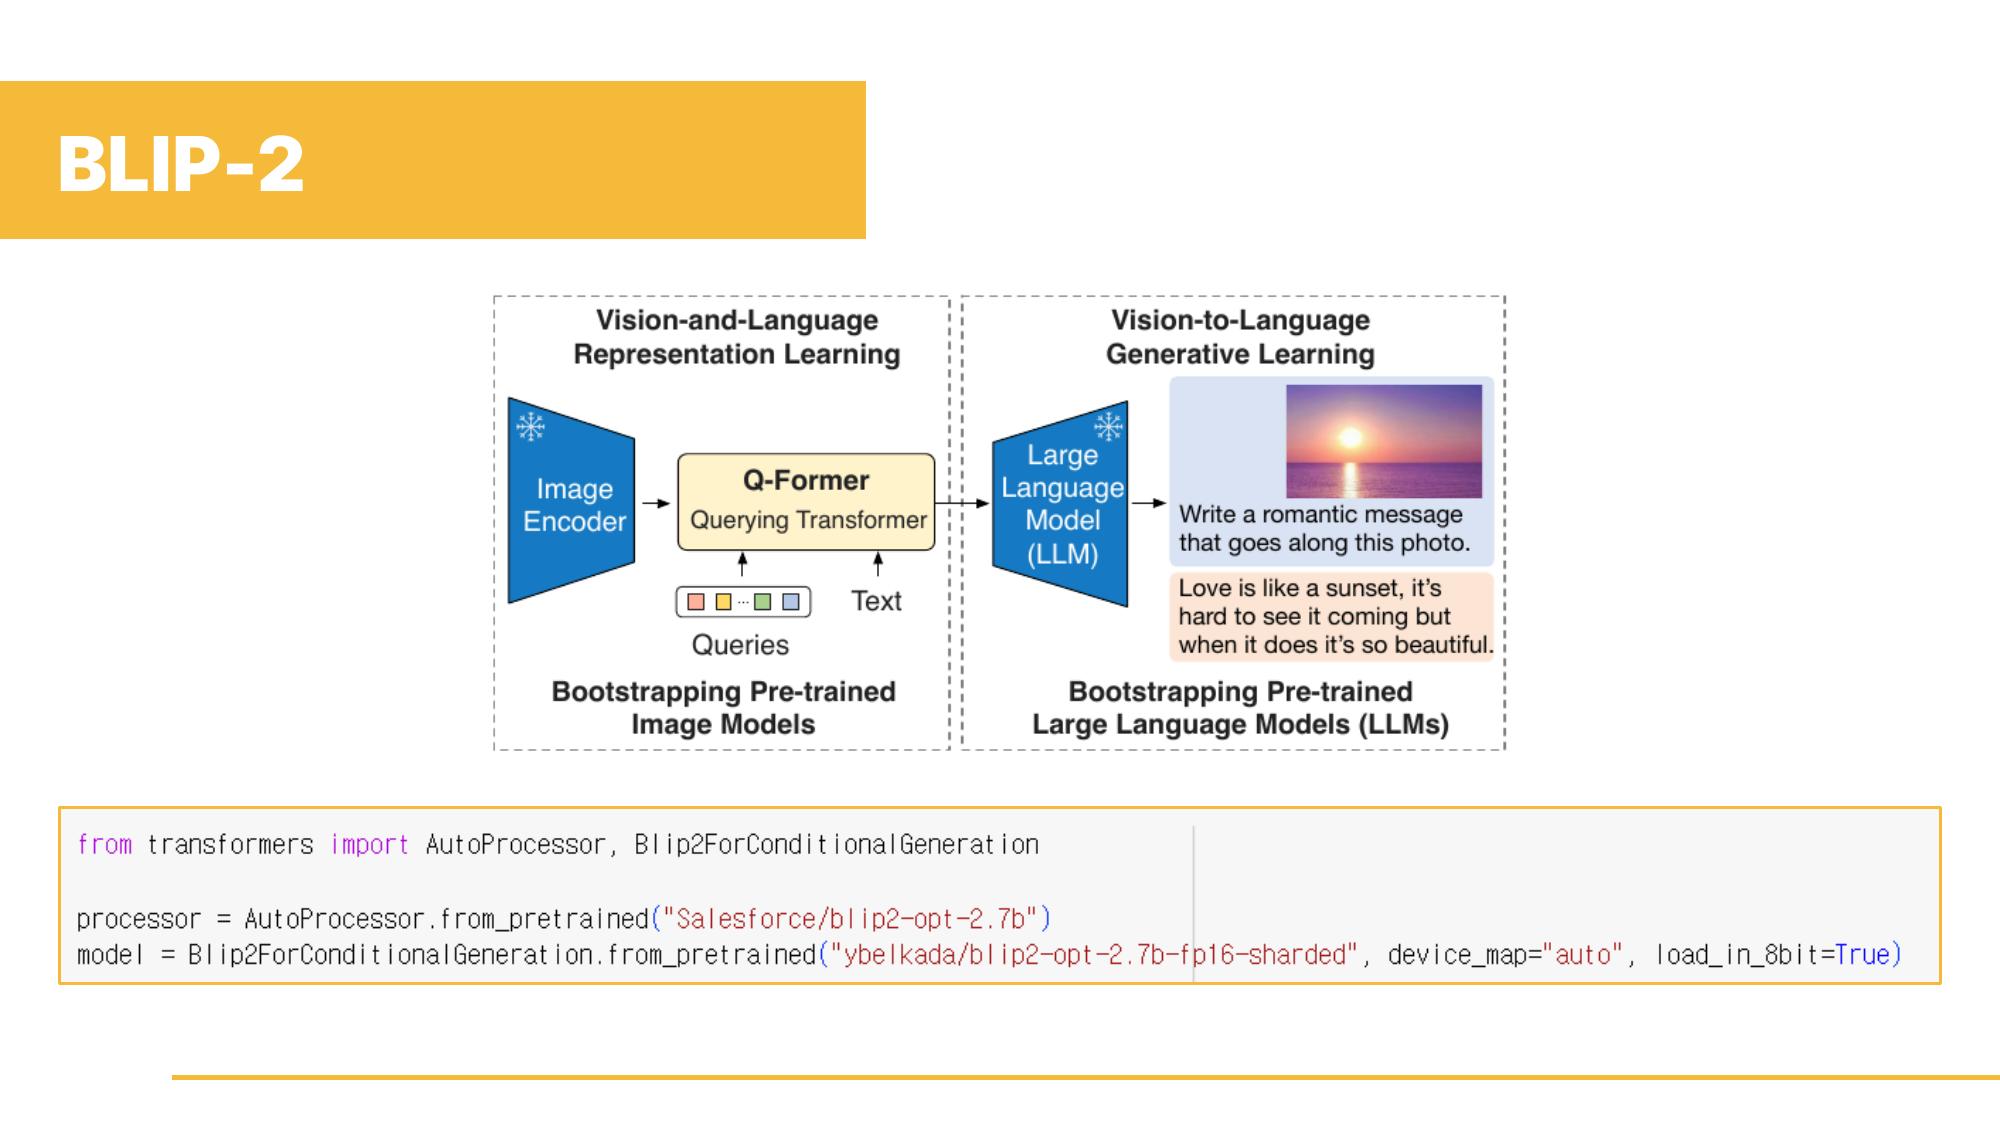 BLIP-2
Vision-and-Language
Representation Learning
Image
Encoder
Q-Former
Querying Transformer
...
Queries
Text
Bootstrapping Pre-trained
Image Models
Vision-to-Language
Generative Learning
Large
Language
Model
(LLM)
Write a romantic message
that goes along this photo.
Love is like a sunset, it's
hard to see it coming but
when it does it's so beautiful.
Bootstrapping Pre-trained
Large Language Models (LLMs)
from transformers import AutoProcessor, Blip2ForConditionalGeneration
processor = AutoProcessor.from_pretrained("Salesforce/blip2-opt-2.7b")
model = Blip2ForConditionalGeneration.from_pretrained("ybelkada/blip2-opt-2.7b-fp16-sharded", device_map="auto", load_in_8bit=True)